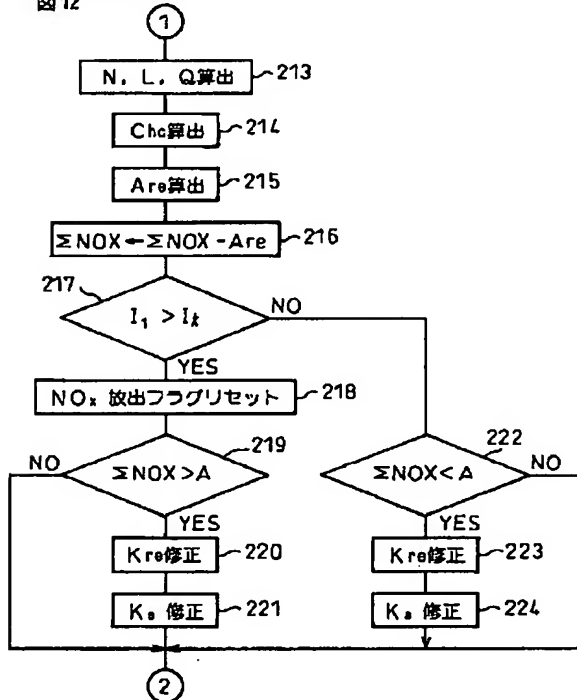 図12
1
N, L, Q算出 213
Chc算出 214
Are算出 215
ΣNOX←ΣNOX-Are 216
217
I₁ > Iₖ NO
YES
NOx 放出フラグリセット 218
219
222
NO ΣNOX>A
ΣNOX<A NO
YES YES
Kre修正 220
Kre修正 223
Ks 修正 221
Ks 修正 224
2